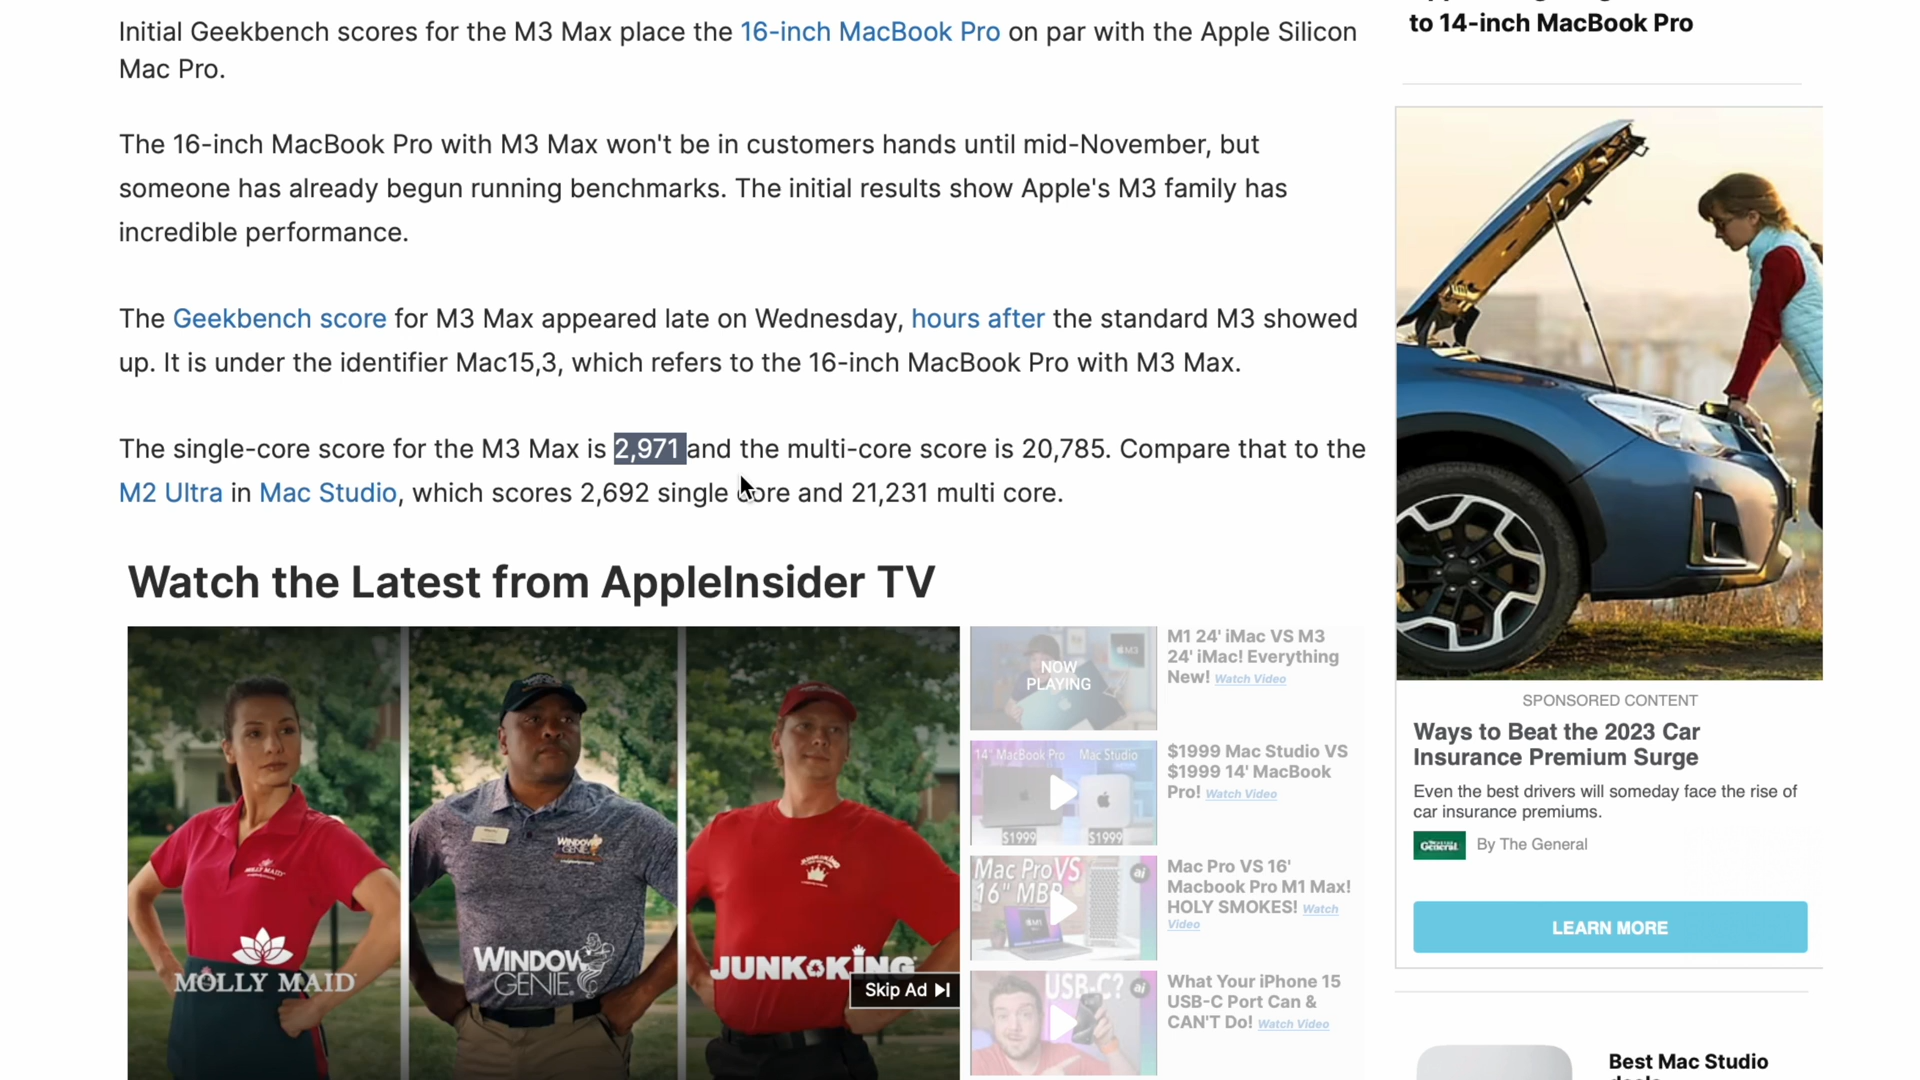 Initial Geekbench scores for the M3 Max place the 16-inch MacBook Pro on par with the Apple Silicon
Mac Pro.
The 16-inch MacBook Pro with M3 Max won't be in customers hands until mid-November, but
someone has already begun running benchmarks. The initial results show Apple's M3 family has
incredible performance.
The Geekbench score for M3 Max appeared late on Wednesday, hours after the standard M3 showed
up. It is under the identifier Mac15,3, which refers to the 16-inch MacBook Pro with M3 Max.
The single-core score for the M3 Max is 2,971 and the multi-core score is 20,785. Compare that to the
M2 Ultra in Mac Studio, which scores 2,692 single core and 21,231 multi core.
Watch the Latest from AppleInsider TV
MOLLY MAID
MOLLY MAID
WINDOW
GENIE
WINDOW
GENIE
JUNK KING
Skip Ad
NOW
PLAYING
M3
M1 24' iMac VS M3
24' iMac! Everything
New! Watch Video
14" MacBook Pro Mac Studio
$1999 $1999
$1999 Mac Studio VS
$1999 14' MacBook
Pro! Watch Video
Mac Pro VS
16" MBP
ai
Mac Pro VS 16'
Macbook Pro M1 Max!
HOLY SMOKES! Watch
Video
USB-C?
ai
What Your iPhone 15
USB-C Port Can &
CAN'T Do! Watch Video
to 14-inch MacBook Pro
SPONSORED CONTENT
Ways to Beat the 2023 Car
Insurance Premium Surge
Even the best drivers will someday face the rise of
car insurance premiums.
General
By The General
LEARN MORE
Best Mac Studio